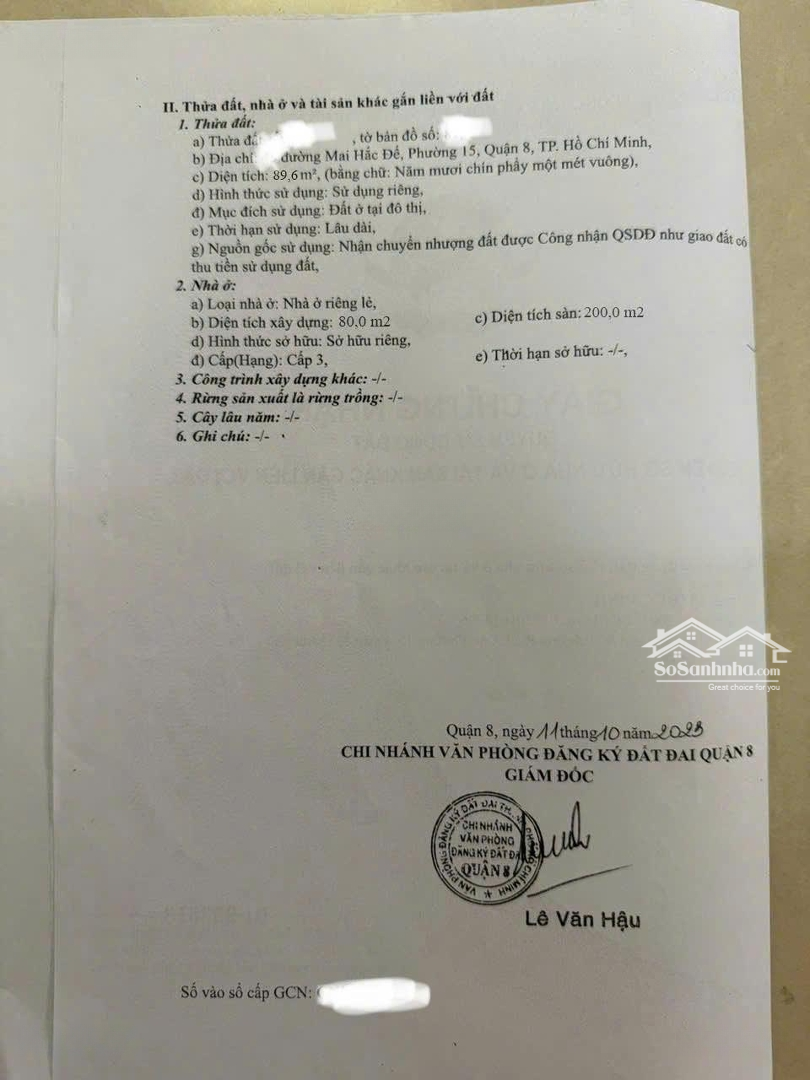 II. Thửa đất, nhà ở và tài sản khác gắn liền với đất
1. Thửa đất:
a) Thửa đấ , tờ bản đồ số:
b) Địa chỉ đường Mai Hắc Đế, Phường 15, Quận 8, TP. Hồ Chí Minh,
c) Diện tích: 89,6 m², (bằng chữ: Năm mươi chín phẩy một mét vuông),
d) Hình thức sử dụng: Sử dụng riêng,
đ) Mục đích sử dụng: Đất ở tại đô thị,
e) Thời hạn sử dụng: Lâu dài,
g) Nguồn gốc sử dụng: Nhận chuyển nhượng đất được Công nhận QSDĐ như giao đất có
thu tiền sử dụng đất,
2. Nhà ở:
a) Loại nhà ở: Nhà ở riêng lẻ,
b) Diện tích xây dựng: 80,0 m2 c) Diện tích sàn: 200,0 m2
d) Hình thức sở hữu: Sở hữu riêng,
đ) Cấp(Hạng): Cấp 3, e) Thời hạn sở hữu: -/-,
3. Công trình xây dựng khác: -/-
4. Rừng sản xuất là rừng trồng: -/-
5. Cây lâu năm: -/-
6. Ghi chú: -/-
SoSanhnha.com
Great choice for you
Quận 8, ngày 11 tháng 10 năm 2023
CHI NHÁNH VĂN PHÒNG ĐĂNG KÝ ĐẤT ĐAI QUẬN 8
GIÁM ĐỐC
CHI NHÁNH
VĂN PHÒNG
ĐĂNG KÝ ĐẤT ĐA
QUẬN 8
Lê Văn Hậu
Số vào sổ cấp GCN: